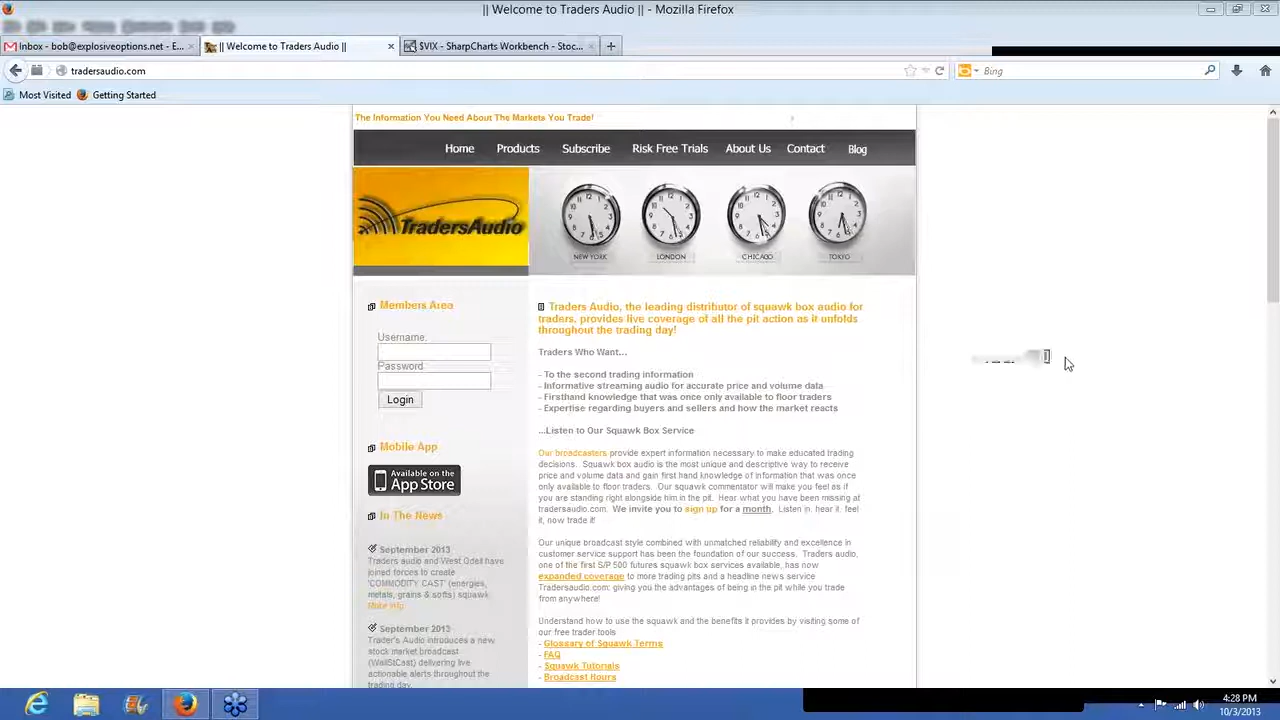 || Welcome to Traders Audio || - Mozilla Firefox
Inbox - bob@explosiveoptions.net - E...
|| Welcome to Traders Audio ||
$VIX - SharpCharts Workbench - Stoc...
tradersaudio.com
Bing
Most Visited
Getting Started
The Information You Need About The Markets You Trade!
Home Products Subscribe Risk Free Trials About Us Contact Blog
TradersAudio
NEW YORK LONDON CHICAGO TOKYO
Members Area
Username:
Password
Login
Mobile App
Available on the
App Store
In The News
September 2013
Traders audio and West Odell have
joined forces to create
'COMMODITY CAST' (energies,
metals, grains & softs) squawk
More info
September 2013
Trader's Audio introduces a new
stock market broadcast
(WallStCast) delivering live
actionable alerts throughout the
trading day.
Traders Audio, the leading distributor of squawk box audio for
traders, provides live coverage of all the pit action as it unfolds
throughout the trading day!
Traders Who Want...
- To the second trading information
- Informative streaming audio for accurate price and volume data
- Firsthand knowledge that was once only available to floor traders
- Expertise regarding buyers and sellers and how the market reacts
...Listen to Our Squawk Box Service
Our broadcasters provide expert information necessary to make educated trading
decisions. Squawk box audio is the most unique and descriptive way to receive
price and volume data and gain first hand knowledge of information that was once
only available to floor traders. Our squawk commentator will make you feel as if
you are standing right alongside him in the pit. Hear what you have been missing at
tradersaudio.com. We invite you to sign up for a month. Listen in, hear it, feel
it, now trade it!
Our unique broadcast style combined with unmatched reliability and excellence in
customer service support has been the foundation of our success. Traders audio,
one of the first S/P 500 futures squawk box services available, has now
expanded coverage to more trading pits and a headline news service
Tradersaudio.com: giving you the advantages of being in the pit while you trade
from anywhere!
Understand how to use the squawk and the benefits it provides by visiting some of
our free trader tools
- Glossary of Squawk Terms
- FAQ
- Squawk Tutorials
- Broadcast Hours
4:28 PM
10/3/2013